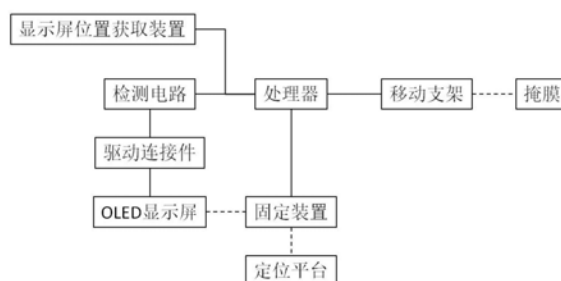 显示屏位置获取装置
检测电路
处理器
移动支架
掩膜
驱动连接件
OLED显示屏
固定装置
定位平台